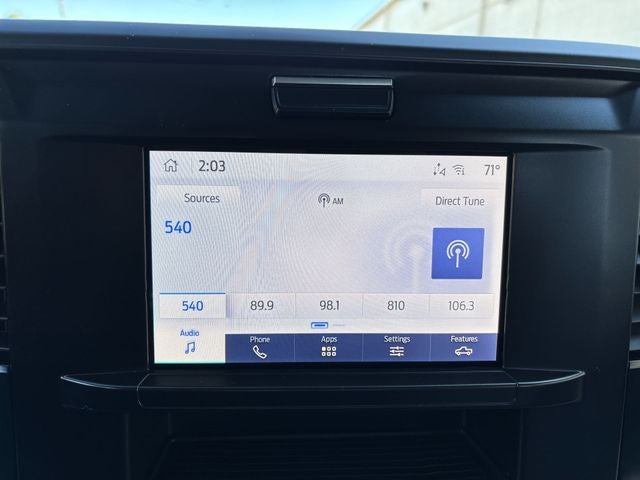 2:03 71°
Sources AM Direct Tune
540
540 89.9 98.1 810 106.3
Audio Phone Apps Settings Features